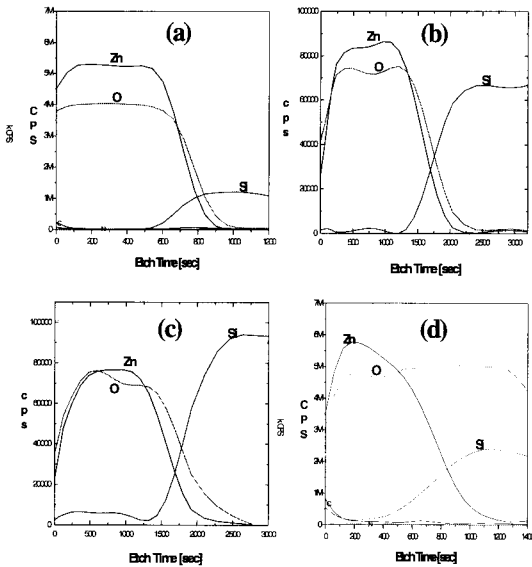 (a)
7M
6M
5M
4M
3M
2M
1M
0
Zn
O
Si
C
KCPS
C
P
S
0 200 400 600 800 1000 1200
Etch Time [sec]
(b)
100000
80000
60000
40000
20000
0
Zn
O
Si
c
p
s
0 500 1000 1500 2000 2500 3000
Etch Time [sec]
(c)
100000
80000
60000
40000
20000
0
Zn
O
Si
c
p
s
0 500 1000 1500 2000 2500 3000
Etch Time [sec]
(d)
7M
6M
5M
4M
3M
2M
1M
0
Zn
O
Si
C
KCPS
C
P
S
0 200 400 600 800 1000 1200 1400
Etch Time [sec]